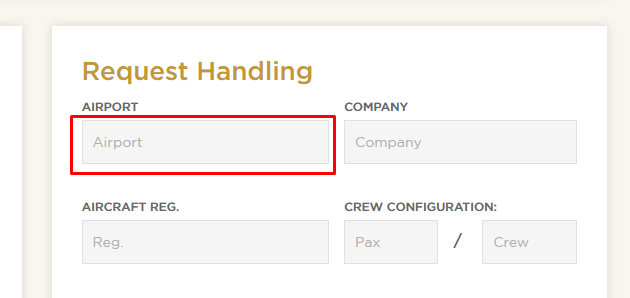 Request Handling
AIRPORT COMPANY
Airport Company
AIRCRAFT REG. CREW CONFIGURATION:
Reg. Pax / Crew